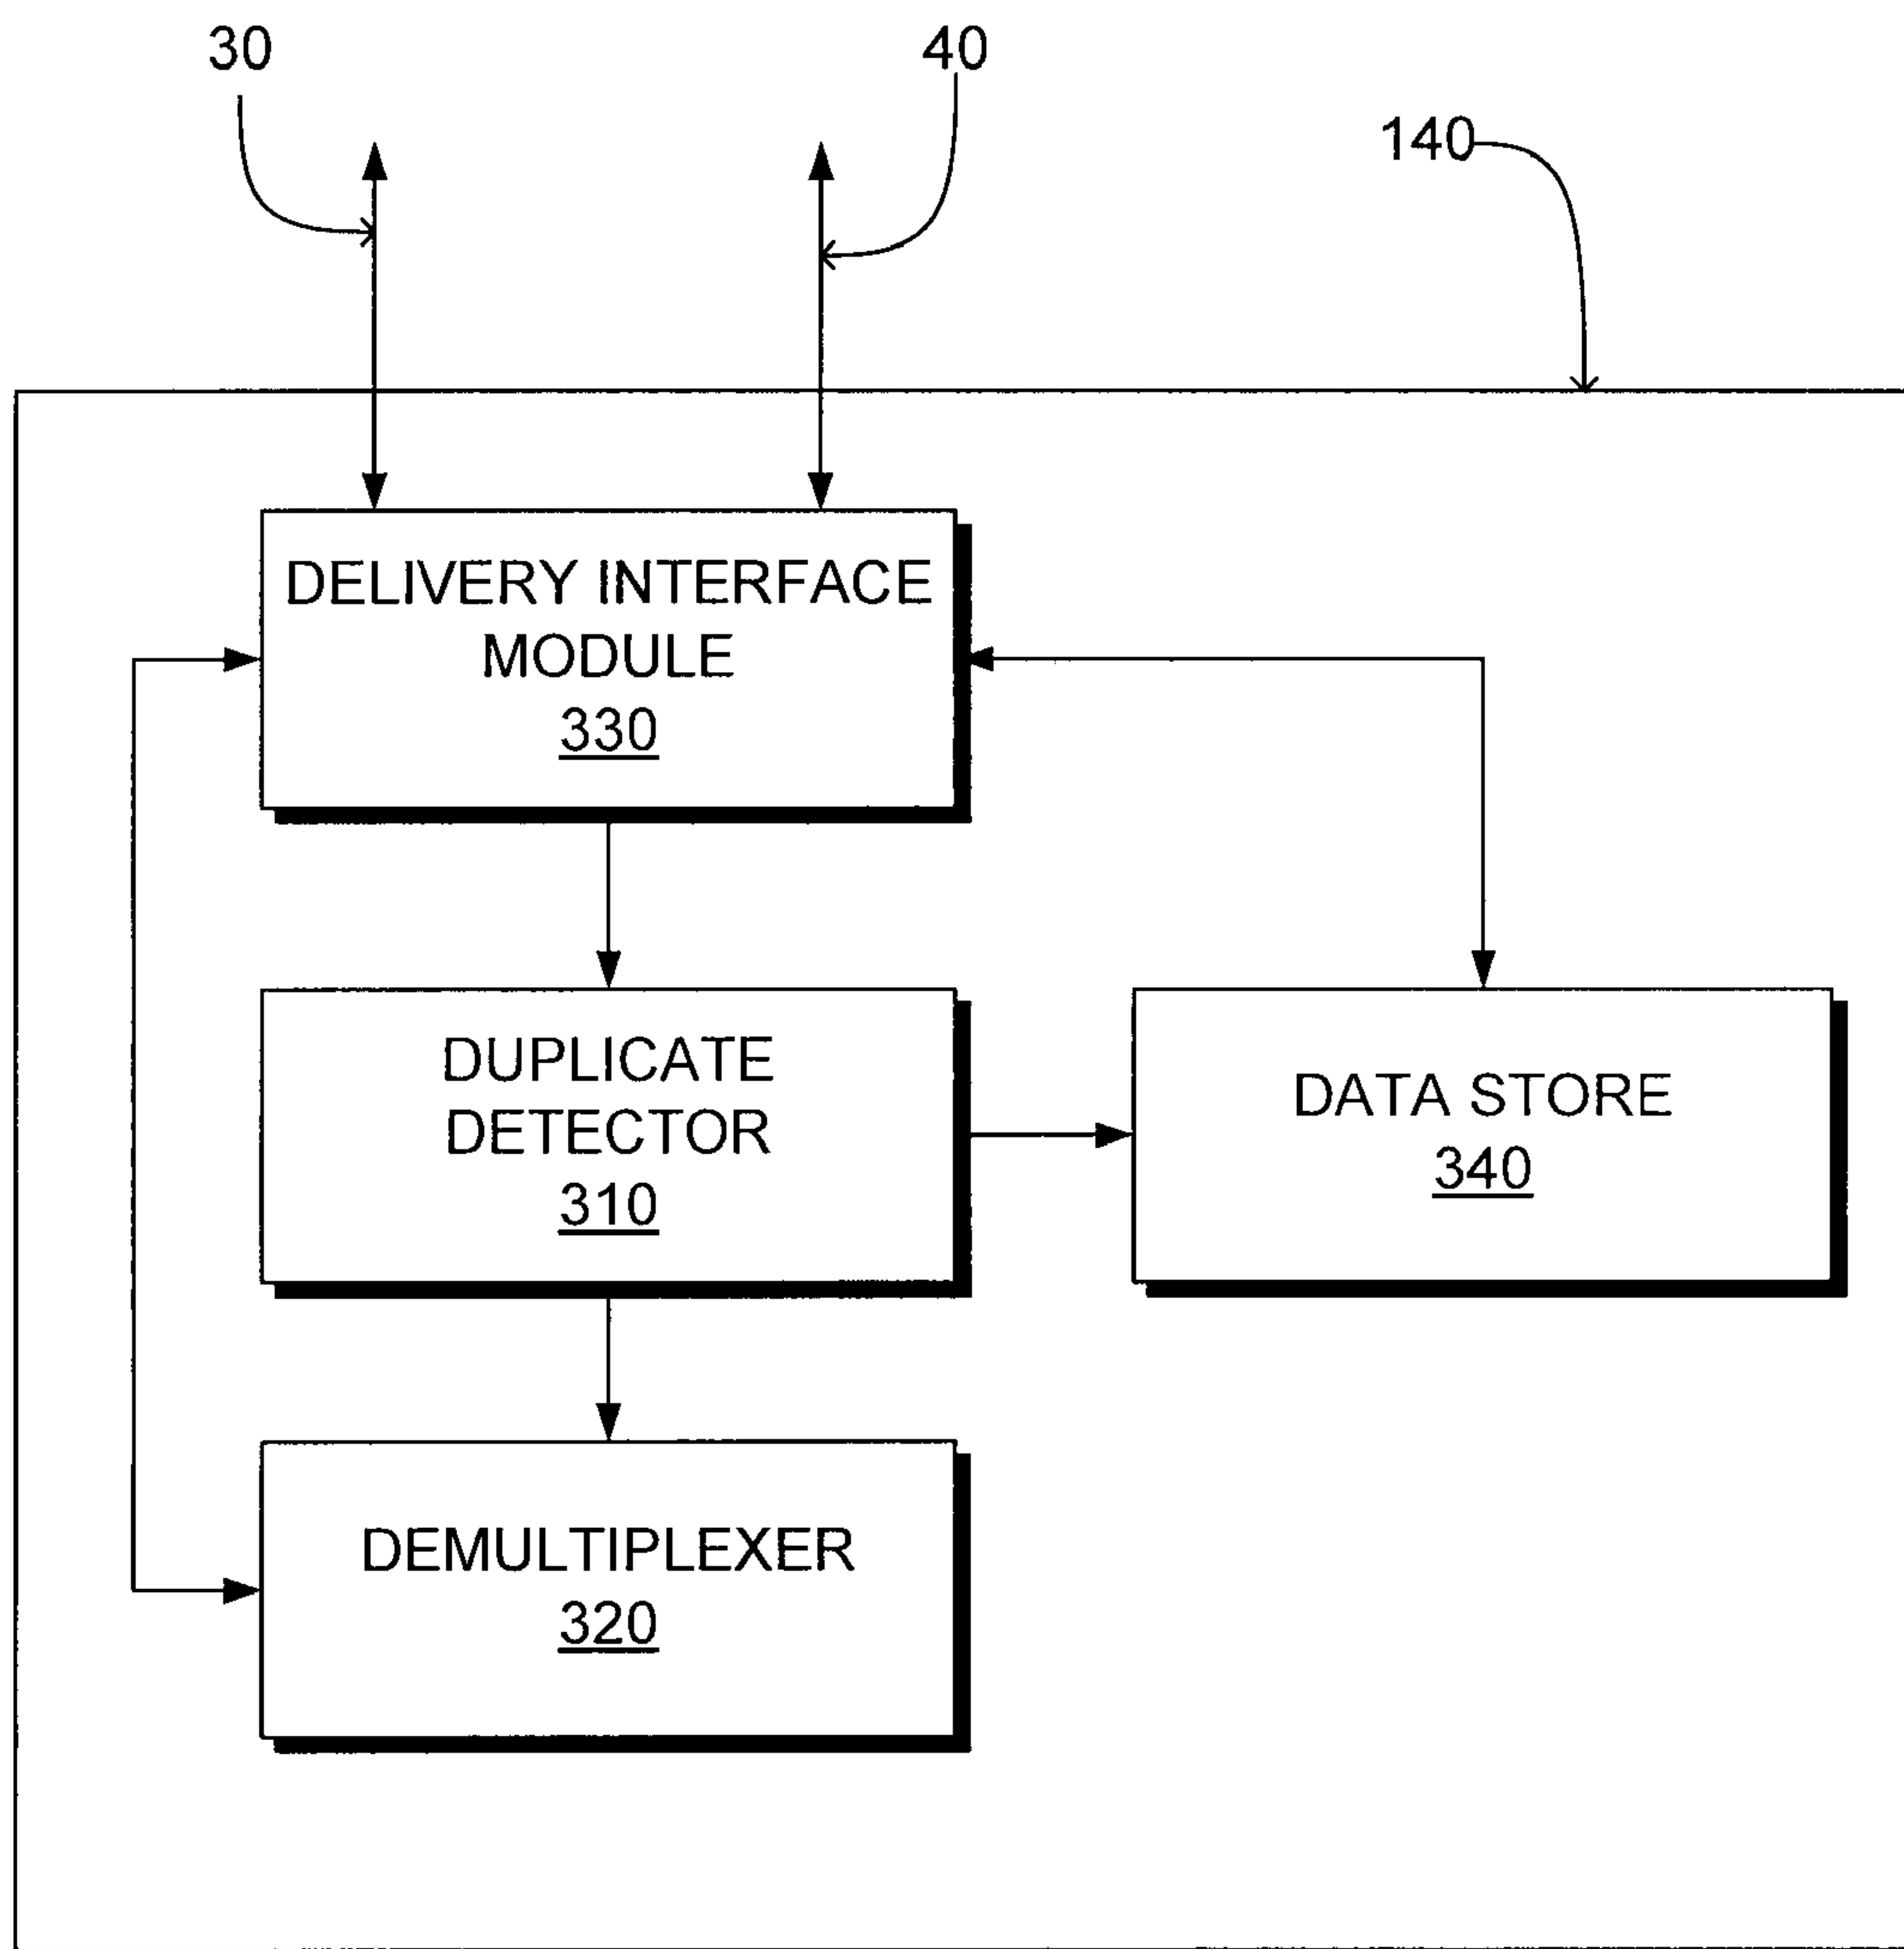 30
40
140
DELIVERY INTERFACE
MODULE
330
DUPLICATE
DETECTOR
310
DATA STORE
340
DEMULTIPLEXER
320